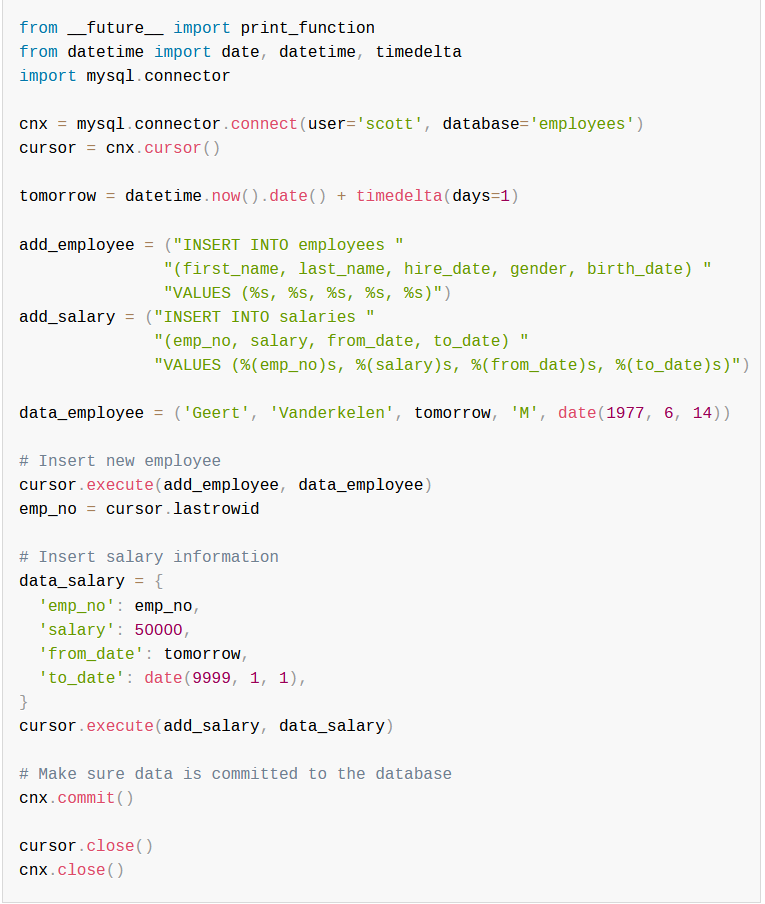 from __future__ import print_function
from datetime import date, datetime, timedelta
import mysql.connector

cnx = mysql.connector.connect(user='scott', database='employees')
cursor = cnx.cursor()

tomorrow = datetime.now().date() + timedelta(days=1)

add_employee = ("INSERT INTO employees "
               "(first_name, last_name, hire_date, gender, birth_date) "
               "VALUES (%s, %s, %s, %s, %s)")
add_salary = ("INSERT INTO salaries "
              "(emp_no, salary, from_date, to_date) "
              "VALUES (%(emp_no)s, %(salary)s, %(from_date)s, %(to_date)s)")

data_employee = ('Geert', 'Vanderkelen', tomorrow, 'M', date(1977, 6, 14))

# Insert new employee
cursor.execute(add_employee, data_employee)
emp_no = cursor.lastrowid

# Insert salary information
data_salary = {
  'emp_no': emp_no,
  'salary': 50000,
  'from_date': tomorrow,
  'to_date': date(9999, 1, 1),
}
cursor.execute(add_salary, data_salary)

# Make sure data is committed to the database
cnx.commit()

cursor.close()
cnx.close()